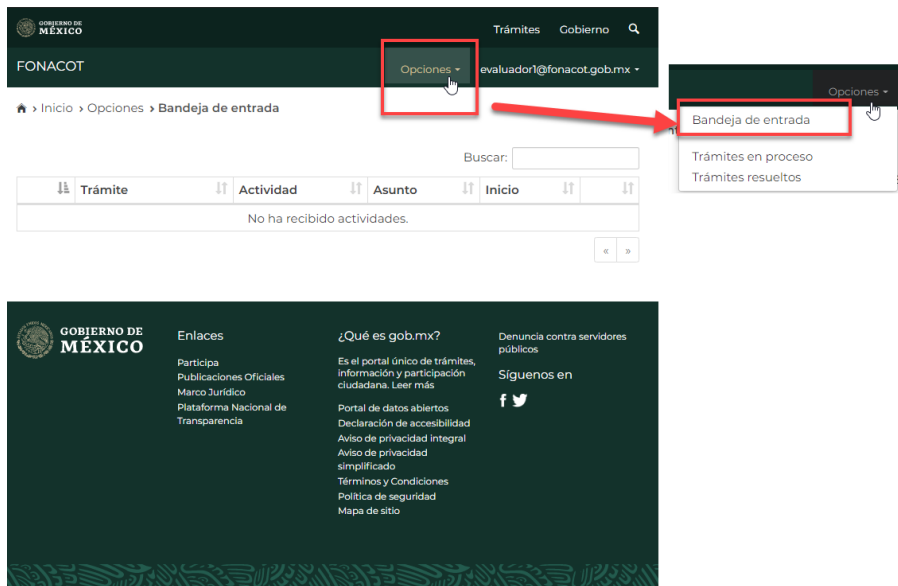 GOBIERNO DE
MÉXICO
Trámites Gobierno
FONACOT
Opciones
evaluador1@fonacot.gob.mx
Inicio › Opciones › Bandeja de entrada
Buscar:
Trámite Actividad Asunto Inicio
No ha recibido actividades.
« »
Opciones
Bandeja de entrada
Trámites en proceso
Trámites resueltos
GOBIERNO DE
MÉXICO
Enlaces
Participa
Publicaciones Oficiales
Marco Jurídico
Plataforma Nacional de
Transparencia
¿Qué es gob.mx?
Es el portal único de trámites,
información y participación
ciudadana. Leer más
Portal de datos abiertos
Declaración de accesibilidad
Aviso de privacidad integral
Aviso de privacidad
simplificado
Términos y Condiciones
Política de seguridad
Mapa de sitio
Denuncia contra servidores
públicos
Síguenos en